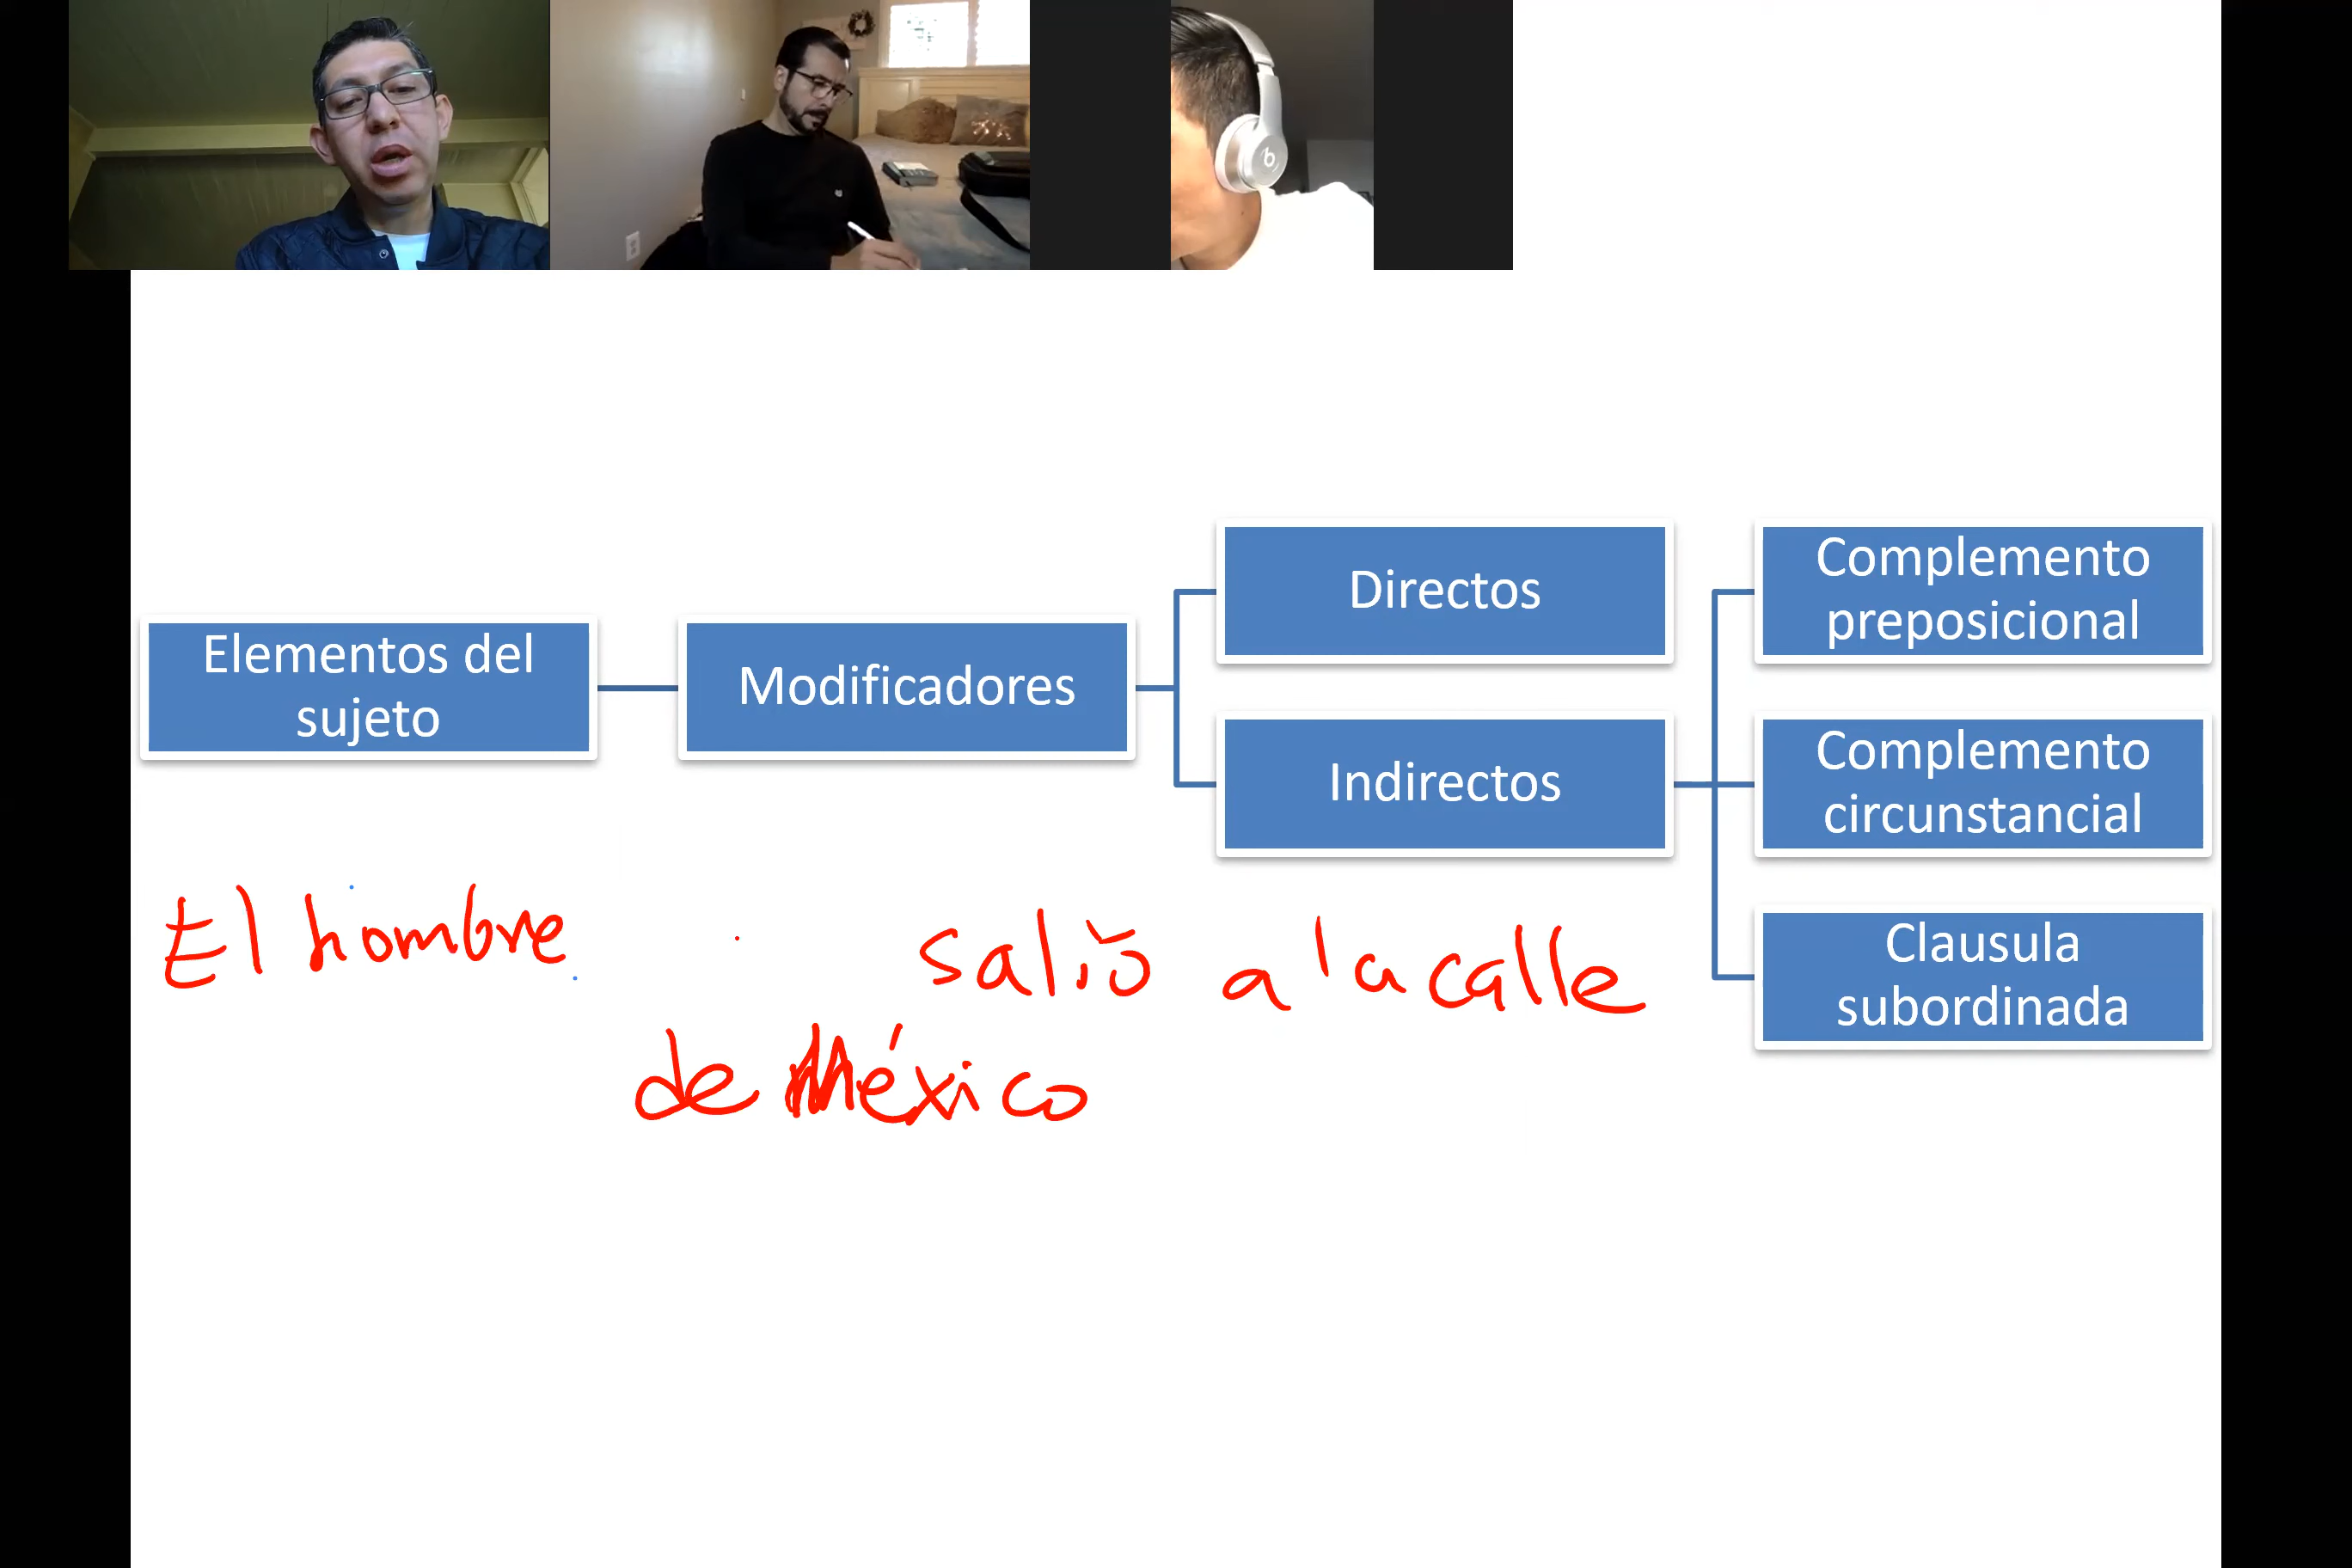 b
Elementos del
sujeto
Modificadores
Directos
Indirectos
Complemento
preposicional
Complemento
circunstancial
Clausula
subordinada
El hombre salió a la calle
de México